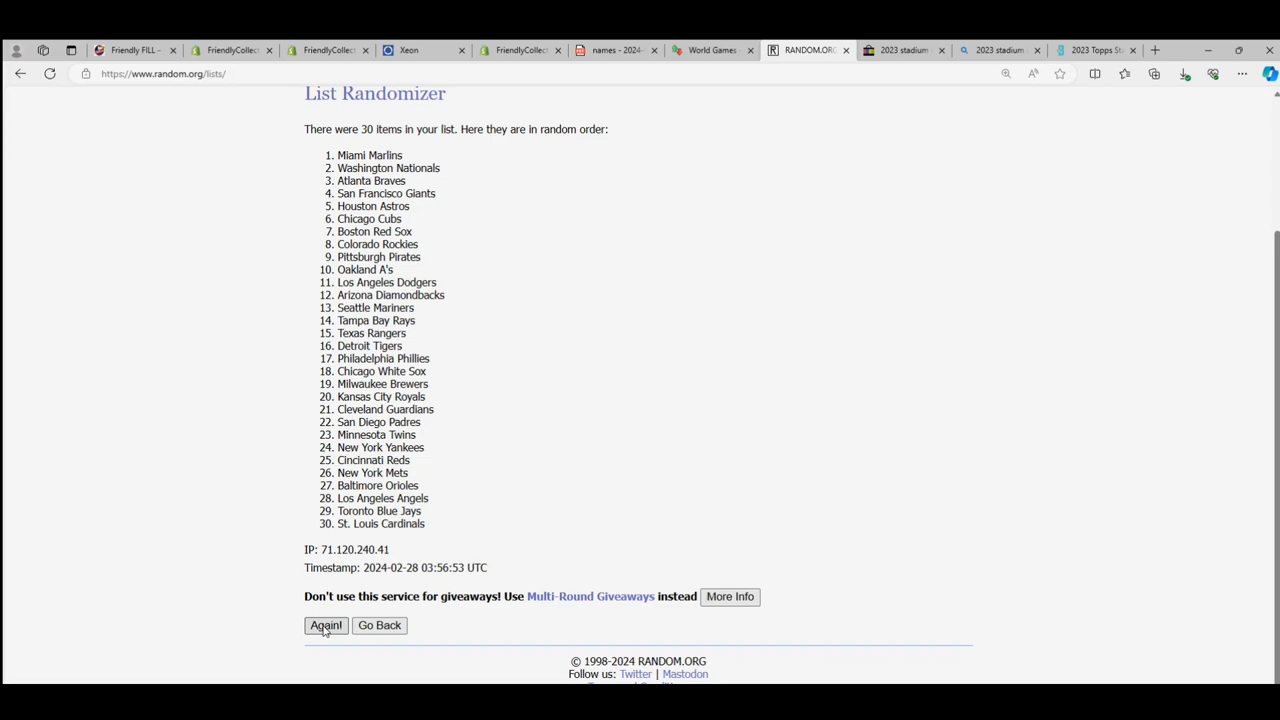 Friendly FILL -
FriendlyCollect
FriendlyCollect
Xeon
FriendlyCollect
names - 2024-
World Games -
RANDOM.ORG
2023 stadium
2023 stadium
2023 Topps St
https://www.random.org/lists/
List Randomizer
There were 30 items in your list. Here they are in random order:
1. Miami Marlins
2. Washington Nationals
3. Atlanta Braves
4. San Francisco Giants
5. Houston Astros
6. Chicago Cubs
7. Boston Red Sox
8. Colorado Rockies
9. Pittsburgh Pirates
10. Oakland A's
11. Los Angeles Dodgers
12. Arizona Diamondbacks
13. Seattle Mariners
14. Tampa Bay Rays
15. Texas Rangers
16. Detroit Tigers
17. Philadelphia Phillies
18. Chicago White Sox
19. Milwaukee Brewers
20. Kansas City Royals
21. Cleveland Guardians
22. San Diego Padres
23. Minnesota Twins
24. New York Yankees
25. Cincinnati Reds
26. New York Mets
27. Baltimore Orioles
28. Los Angeles Angels
29. Toronto Blue Jays
30. St. Louis Cardinals
IP: 71.120.240.41
Timestamp: 2024-02-28 03:56:53 UTC
Don't use this service for giveaways! Use Multi-Round Giveaways instead More Info
Again! Go Back
© 1998-2024 RANDOM.ORG
Follow us: Twitter | Mastodon